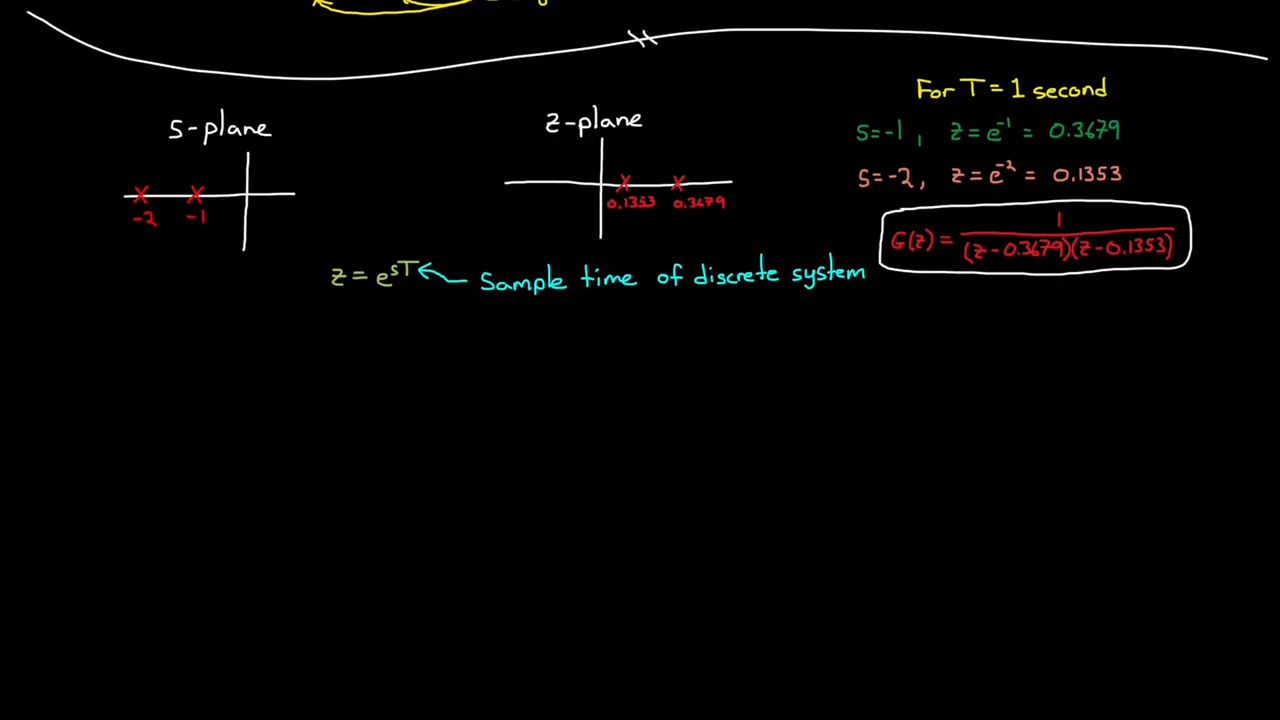 For T = 1 second
s-plane
z-plane
s=-1 , z = e^-1 = 0.3679
s=-2, z = e^-2 = 0.1353
-2 -1
0.1353 0.3679
G(z) = 1 / (z-0.3679)(z-0.1353)
z = e^sT
Sample time of discrete system